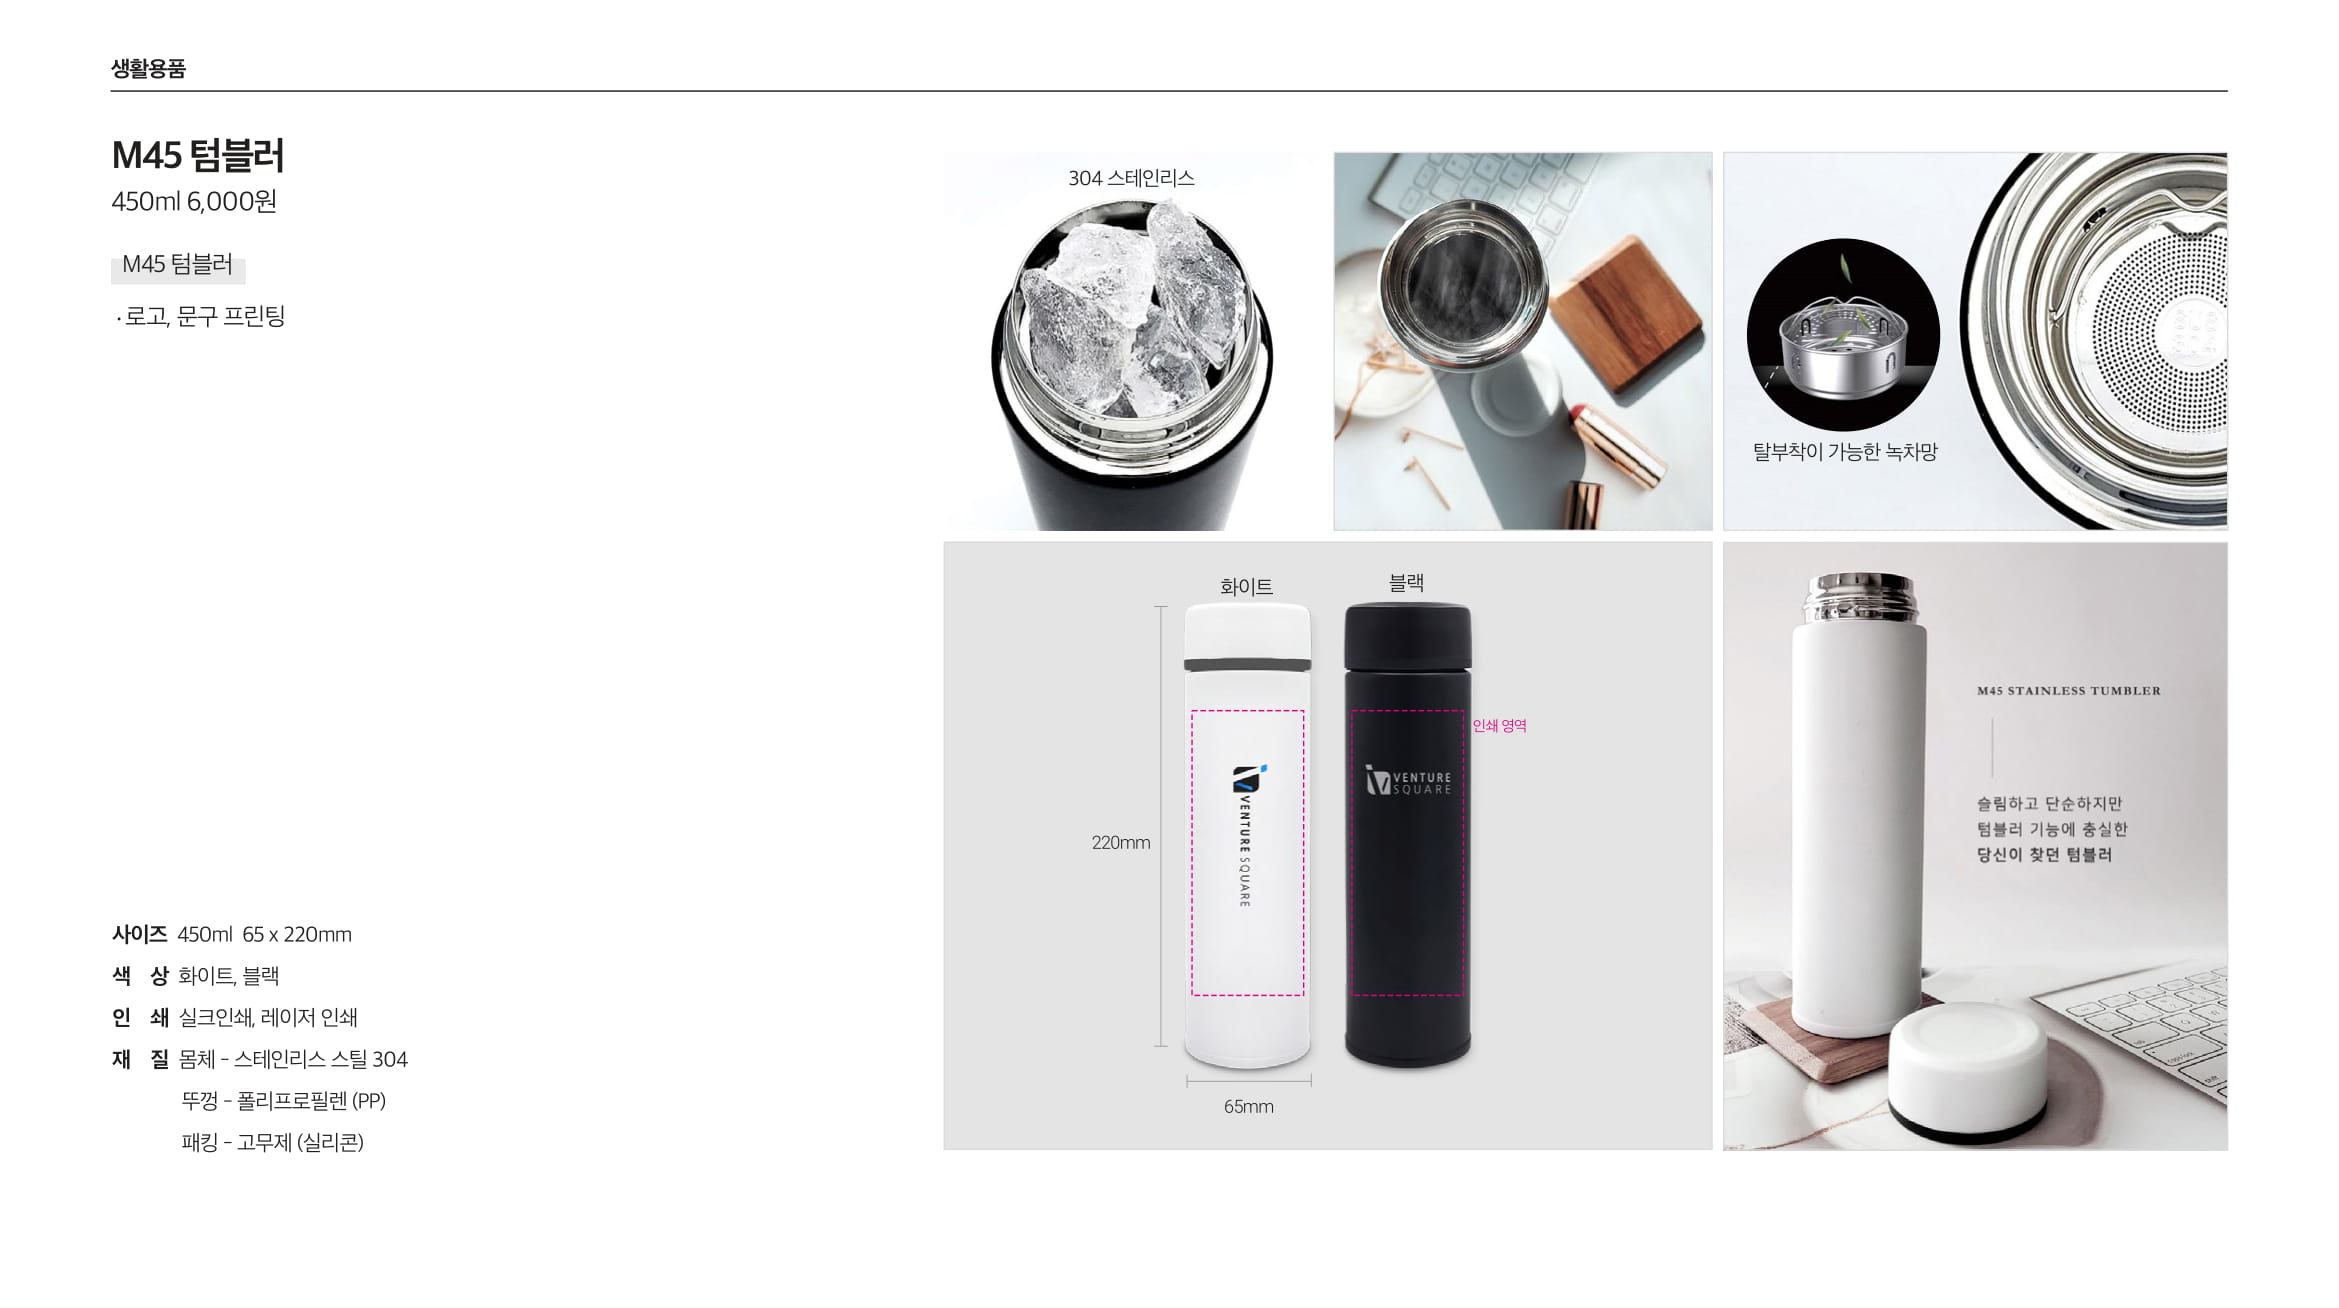 생활용품
M45 텀블러
450ml 6,000원
M45 텀블러
· 로고, 문구 프린팅
사이즈 450ml 65 x 220mm
색 상 화이트, 블랙
인 쇄 실크인쇄, 레이저 인쇄
재 질 몸체 - 스테인리스 스틸 304
뚜껑 - 폴리프로필렌 (PP)
패킹 - 고무제 (실리콘)
304 스테인리스
탈부착이 가능한 녹차망
화이트
블랙
인쇄 영역
VENTURE SQUARE
VENTURE
SQUARE
220mm
65mm
M45 STAINLESS TUMBLER
슬림하고 단순하지만
텀블러 기능에 충실한
당신이 찾던 텀블러